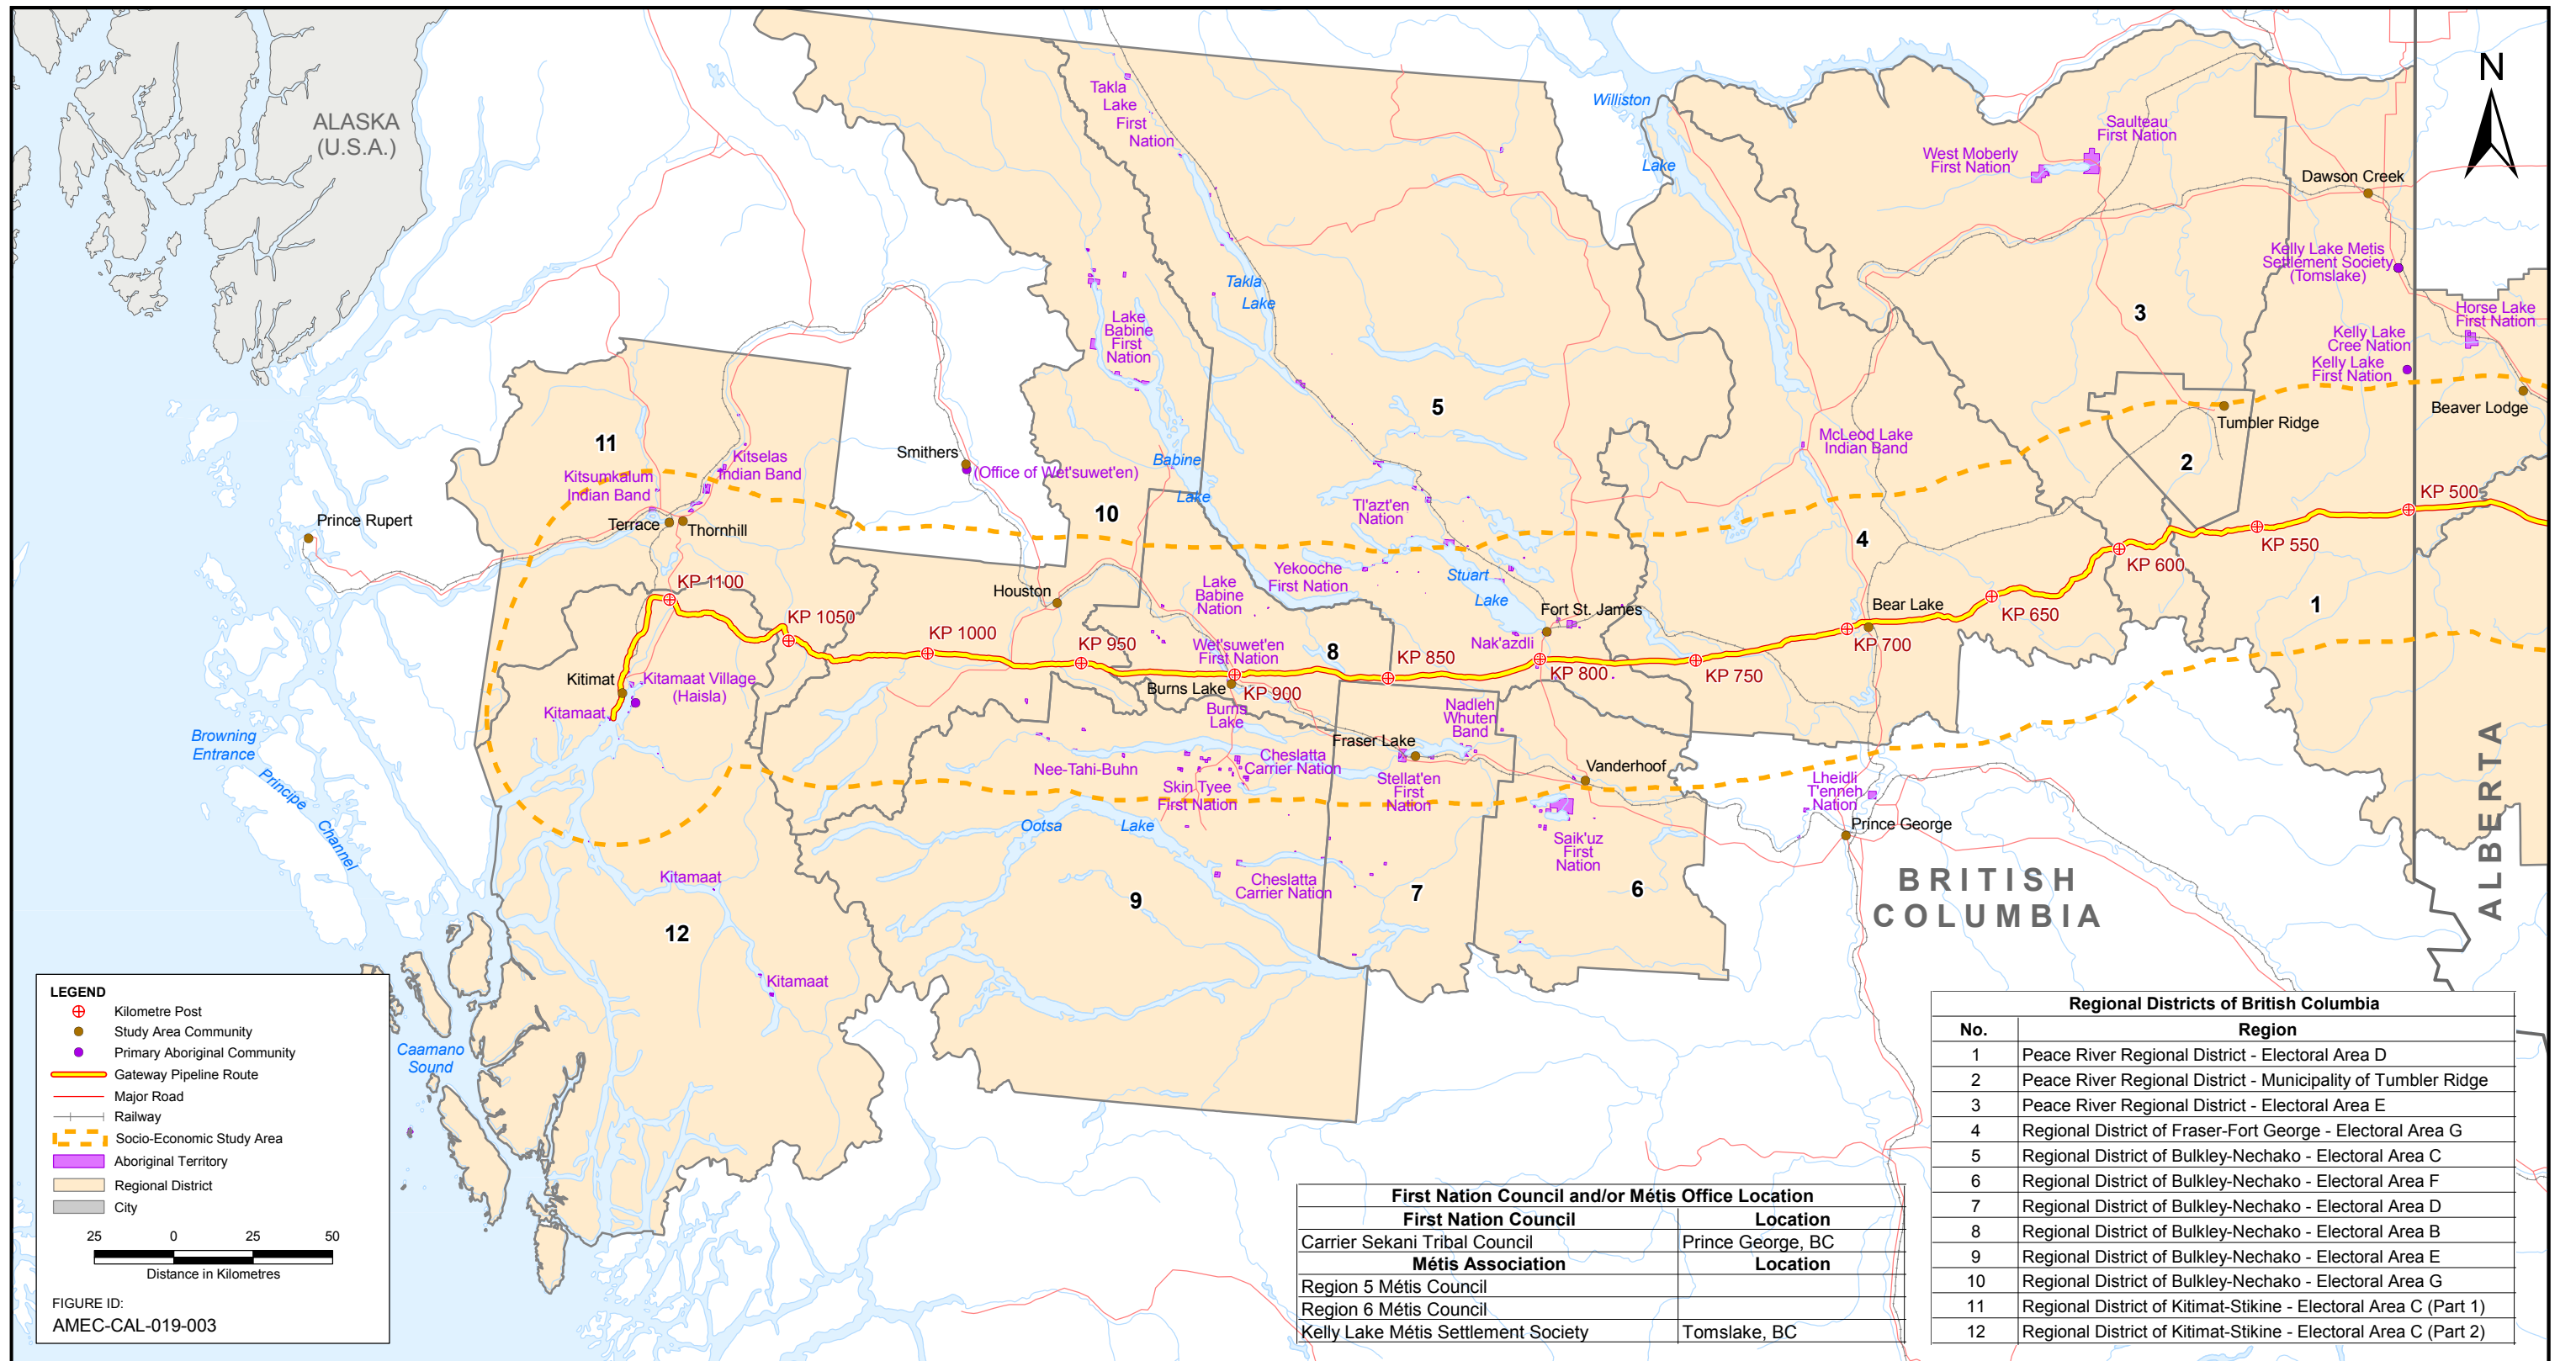 ALASKA
(U.S.A.)
Takla
Lake
First
Nation
Williston
Lake
Saulteau
First Nation
West Moberly
First Nation
N
Dawson Creek
Kelly Lake Metis
Settlement Society
(Tomslake)
Takla
Lake
3
Horse Lake
First Nation
Lake
Babine
First
Nation
Kelly Lake
Cree Nation
Kelly Lake
First Nation
5
Beaver Lodge
Tumbler Ridge
11
Kitselas
Indian Band
Kitsumkalum
Indian Band
Smithers
(Office of Wet'suwet'en)
Babine
Lake
McLeod Lake
Indian Band
2
KP 500
10
Tl'azt'en
Nation
Prince Rupert
Terrace
Thornhill
4
KP 550
KP 600
Yekooche
First Nation
Stuart
Lake
KP 1100
Houston
Lake
Babine
Nation
Fort St. James
Bear Lake
1
KP 650
KP 1050
KP 1000
KP 950
Wet'suwet'en
First Nation
8
KP 850
Nak'azdli
KP 800
KP 750
KP 700
Kitimat
Kitamaat Village
(Haisla)
Kitamaat
Burns Lake
KP 900
Burns
Lake
Nadleh
Whuten
Band
Fraser Lake
Browning
Entrance
Principe
Channel
Nee-Tahi-Buhn
Cheslatta
Carrier Nation
Skin Tyee
First Nation
Stellat'en
First
Nation
Vanderhoof
Lheidli
T'enneh
Nation
Prince George
Ootsa
Lake
Saik'uz
First
Nation
Kitamaat
Cheslatta
Carrier Nation
9
7
6
BRITISH
COLUMBIA
ALBERTA
12
Kitamaat
Caamano
Sound
LEGEND
Kilometre Post
Study Area Community
Primary Aboriginal Community
Gateway Pipeline Route
Major Road
Railway
Socio-Economic Study Area
Aboriginal Territory
Regional District
City
25 0 25 50
Distance in Kilometres
FIGURE ID:
AMEC-CAL-019-003
First Nation Council and/or Métis Office Location
First Nation Council Location
Carrier Sekani Tribal Council Prince George, BC
Métis Association Location
Region 5 Métis Council
Region 6 Métis Council
Kelly Lake Métis Settlement Society Tomslake, BC
Regional Districts of British Columbia
No. Region
1 Peace River Regional District - Electoral Area D
2 Peace River Regional District - Municipality of Tumbler Ridge
3 Peace River Regional District - Electoral Area E
4 Regional District of Fraser-Fort George - Electoral Area G
5 Regional District of Bulkley-Nechako - Electoral Area C
6 Regional District of Bulkley-Nechako - Electoral Area F
7 Regional District of Bulkley-Nechako - Electoral Area D
8 Regional District of Bulkley-Nechako - Electoral Area B
9 Regional District of Bulkley-Nechako - Electoral Area E
10 Regional District of Bulkley-Nechako - Electoral Area G
11 Regional District of Kitimat-Stikine - Electoral Area C (Part 1)
12 Regional District of Kitimat-Stikine - Electoral Area C (Part 2)